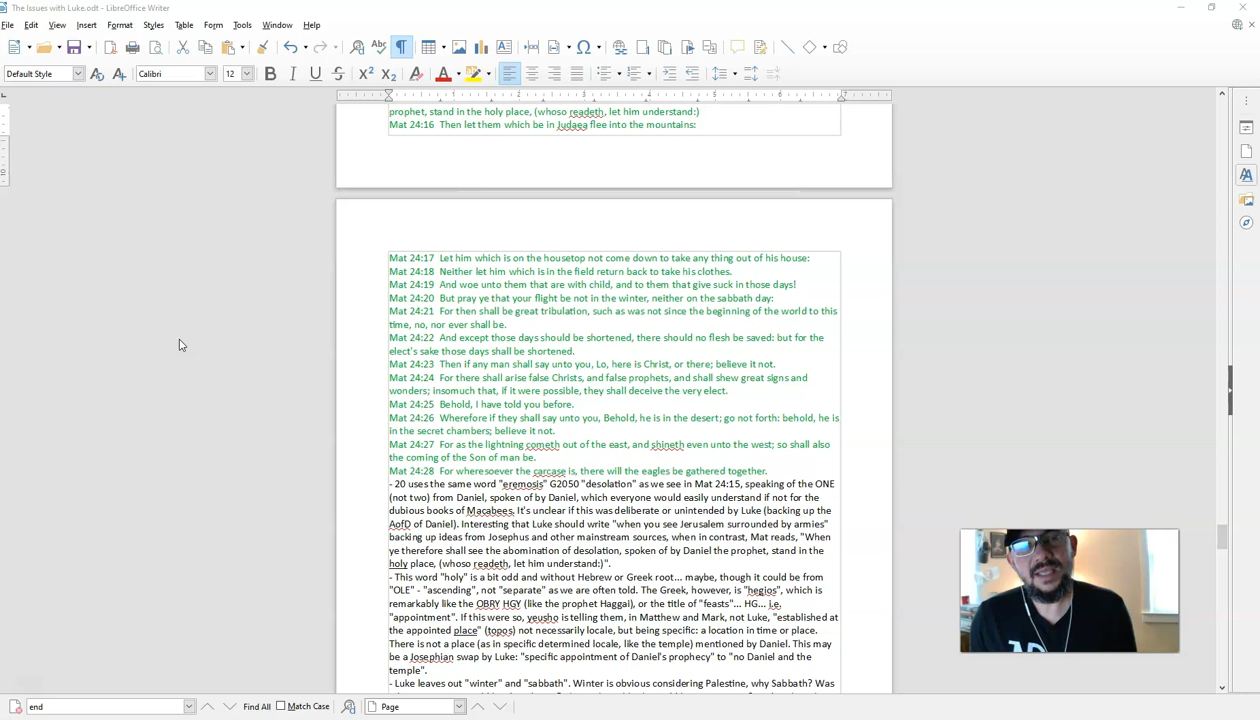 The Issues with Luke.odt - LibreOffice Writer
File Edit View Insert Format Styles Table Form Tools Window Help
Default Style Calibri 12
1 2 3 4 5 6 7
prophet, stand in the holy place, (whoso readeth, let him understand:)
Mat 24:16 Then let them which be in Judaea flee into the mountains:
Mat 24:17 Let him which is on the housetop not come down to take any thing out of his house:
Mat 24:18 Neither let him which is in the field return back to take his clothes.
Mat 24:19 And woe unto them that are with child, and to them that give suck in those days!
Mat 24:20 But pray ye that your flight be not in the winter, neither on the sabbath day:
Mat 24:21 For then shall be great tribulation, such as was not since the beginning of the world to this
time, no, nor ever shall be.
Mat 24:22 And except those days should be shortened, there should no flesh be saved: but for the
elect's sake those days shall be shortened.
Mat 24:23 Then if any man shall say unto you, Lo, here is Christ, or there; believe it not.
Mat 24:24 For there shall arise false Christs, and false prophets, and shall shew great signs and
wonders; insomuch that, if it were possible, they shall deceive the very elect.
Mat 24:25 Behold, I have told you before.
Mat 24:26 Wherefore if they shall say unto you, Behold, he is in the desert; go not forth: behold, he is
in the secret chambers; believe it not.
Mat 24:27 For as the lightning cometh out of the east, and shineth even unto the west; so shall also
the coming of the Son of man be.
Mat 24:28 For wheresoever the carcase is, there will the eagles be gathered together.
- 20 uses the same word "eremosis" G2050 "desolation" as we see in Mat 24:15, speaking of the ONE
(not two) from Daniel, spoken of by Daniel, which everyone would easily understand if not for the
dubious books of Macabees. It's unclear if this was deliberate or unintended by Luke (backing up the
AofD of Daniel). Interesting that Luke should write "when you see Jerusalem surrounded by armies"
backing up ideas from Josephus and other mainstream sources, when in contrast, Mat reads, "When
ye therefore shall see the abomination of desolation, spoken of by Daniel the prophet, stand in the
holy place, (whoso readeth, let him understand:)".
- This word "holy" is a bit odd and without Hebrew or Greek root... maybe, though it could be from
"OLE" - "ascending", not "separate" as we are often told. The Greek, however, is "hegios", which is
remarkably like the OBRY HGY (like the prophet Haggai), or the title of "feasts"... HG... i.e.
"appointment". If this were so, yeusho is telling them, in Matthew and Mark, not Luke, "established at
the appointed place" (topos) not necessarily locale, but being specific: a location in time or place.
There is not a place (as in specific determined locale, like the temple) mentioned by Daniel. This may
be a Josephian swap by Luke: "specific appointment of Daniel's prophecy" to "no Daniel and the
temple".
- Luke leaves out "winter" and "sabbath". Winter is obvious considering Palestine, why Sabbath? Was
end Find All Match Case Page